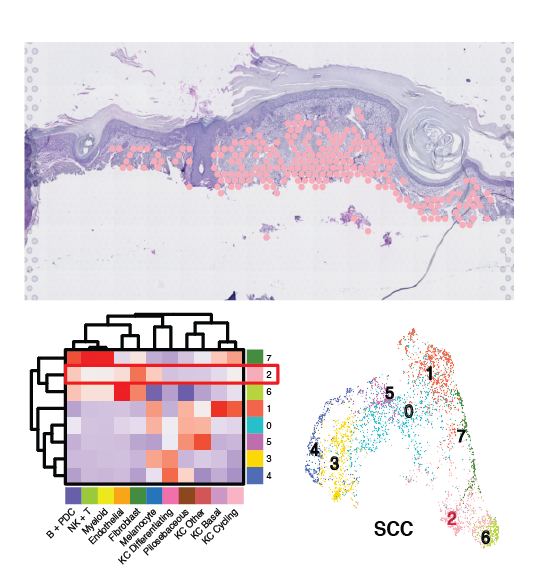 7
2
6
1
0
5
3
4
B + PDC
NK + T
Myeloid
Endothelial
Fibroblast
Melanocyte
KC Differentiating
Pilosebaceous
KC Other
KC Basal
KC Cycling
1
5
0
7
4
3
2
6
SCC